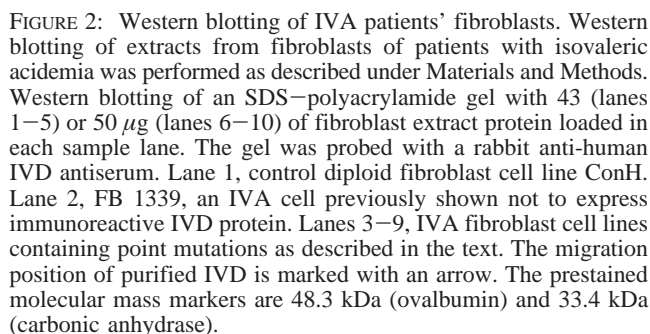 FIGURE 2: Western blotting of IVA patients' fibroblasts. Western
blotting of extracts from fibroblasts of patients with isovaleric
acidemia was performed as described under Materials and Methods.
Western blotting of an SDS−polyacrylamide gel with 43 (lanes
1−5) or 50 μg (lanes 6−10) of fibroblast extract protein loaded in
each sample lane. The gel was probed with a rabbit anti-human
IVD antiserum. Lane 1, control diploid fibroblast cell line ConH.
Lane 2, FB 1339, an IVA cell previously shown not to express
immunoreactive IVD protein. Lanes 3−9, IVA fibroblast cell lines
containing point mutations as described in the text. The migration
position of purified IVD is marked with an arrow. The prestained
molecular mass markers are 48.3 kDa (ovalbumin) and 33.4 kDa
(carbonic anhydrase).